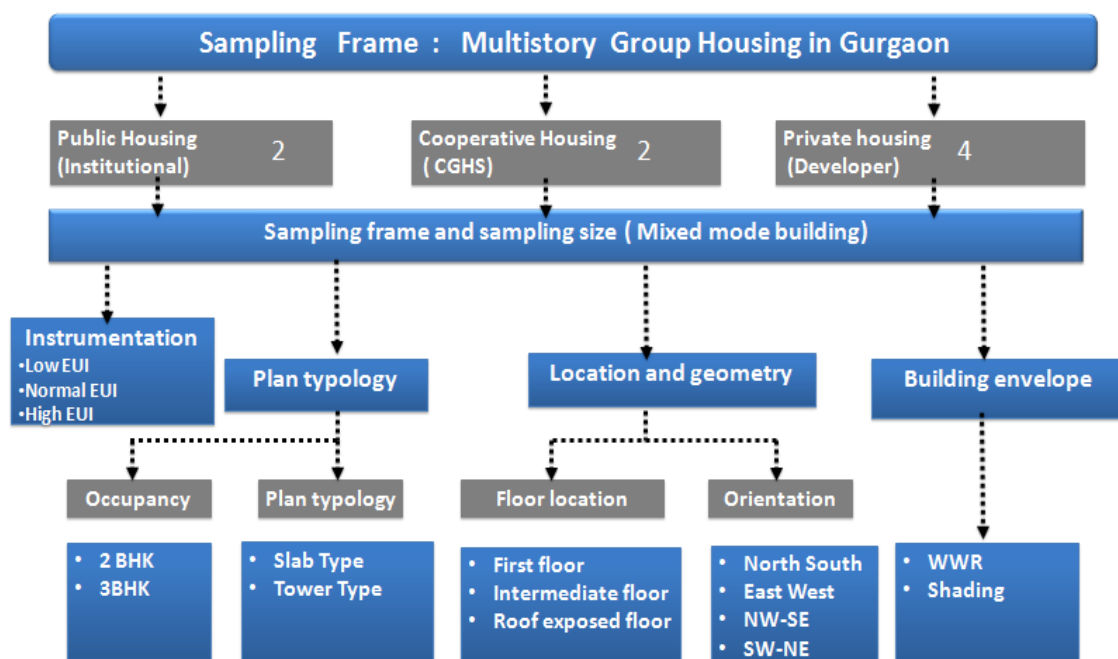 Sampling Frame : Multistory Group Housing in Gurgaon
Public Housing
(Institutional)
2
Cooperative Housing
( CGHS)
2
Private housing
(Developer)
4
Sampling frame and sampling size ( Mixed mode building)
Instrumentation
•Low EUI
•Normal EUI
•High EUI
Plan typology
Location and geometry
Building envelope
Occupancy
Plan typology
Floor location
Orientation
• 2 BHK
• 3BHK
• Slab Type
• Tower Type
• First floor
• Intermediate floor
• Roof exposed floor
• North South
• East West
• NW-SE
• SW-NE
• WWR
• Shading